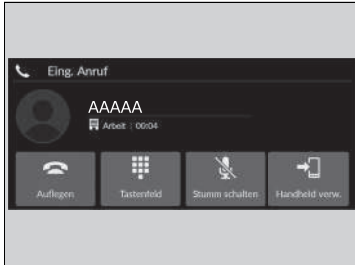 Eing. Anruf
AAAAA
Arbeit | 00:04
Auflegen
Tastenfeld
Stumm schalten
Handheld verw.